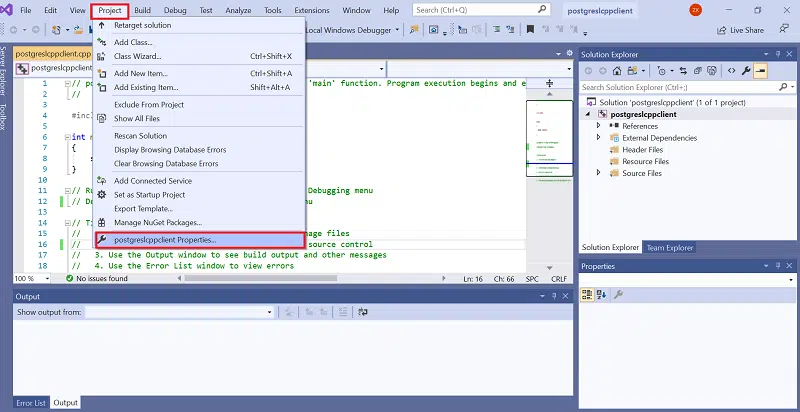 File Edit View Project Build Debug Test Analyze Tools Extensions Window Help Search (Ctrl+Q) postgreslcppclient ZK
Local Windows Debugger Live Share
Server Explorer
Toolbox
postgreslcppclient.cpp
postgreslcppclient
Retarget solution
Add Class...
Class Wizard... Ctrl+Shift+X
Add New Item... Ctrl+Shift+A
Add Existing Item... Shift+Alt+A
Exclude From Project
Show All Files
Rescan Solution
Display Browsing Database Errors
Clear Browsing Database Errors
Add Connected Service
Set as Startup Project
Export Template...
Manage NuGet Packages...
postgreslcppclient Properties...
1 // po 'main' function. Program execution begins and e
2 //
3
4 #incl
5
6 int m
7 {
8 s
9 }
10
11 // Ru Debugging menu
12 // De nu
13
14 // Ti
15 // age files
16 // source control
17 // 3. Use the Output window to see build output and other messages
18 // 4. Use the Error List window to view errors
100 % No issues found Ln: 16 Ch: 66 SPC CRLF
Output
Show output from:
Error List Output
Solution Explorer
Search Solution Explorer (Ctrl+;)
Solution 'postgreslcppclient' (1 of 1 project)
postgreslcppclient
References
External Dependencies
Header Files
Resource Files
Source Files
Solution Explorer Team Explorer
Properties